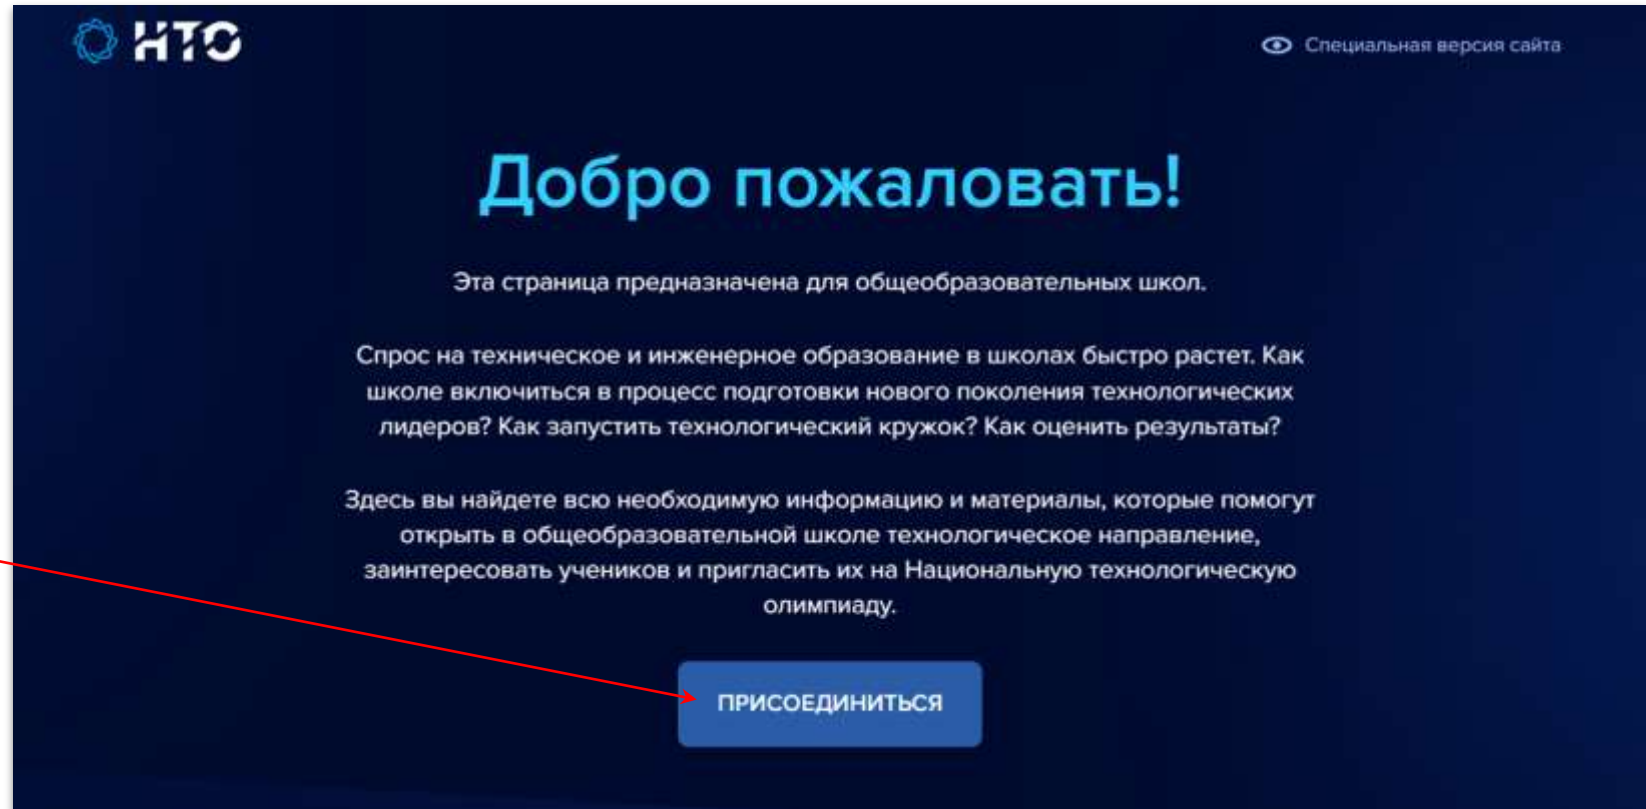 НТО
Специальная версия сайта
Добро пожаловать!
Эта страница предназначена для общеобразовательных школ.
Спрос на техническое и инженерное образование в школах быстро растет. Как
школе включиться в процесс подготовки нового поколения технологических
лидеров? Как запустить технологический кружок? Как оценить результаты?
Здесь вы найдете всю необходимую информацию и материалы, которые помогут
открыть в общеобразовательной школе технологическое направление,
заинтересовать учеников и пригласить их на Национальную технологическую
олимпиаду.
ПРИСОЕДИНИТЬСЯ